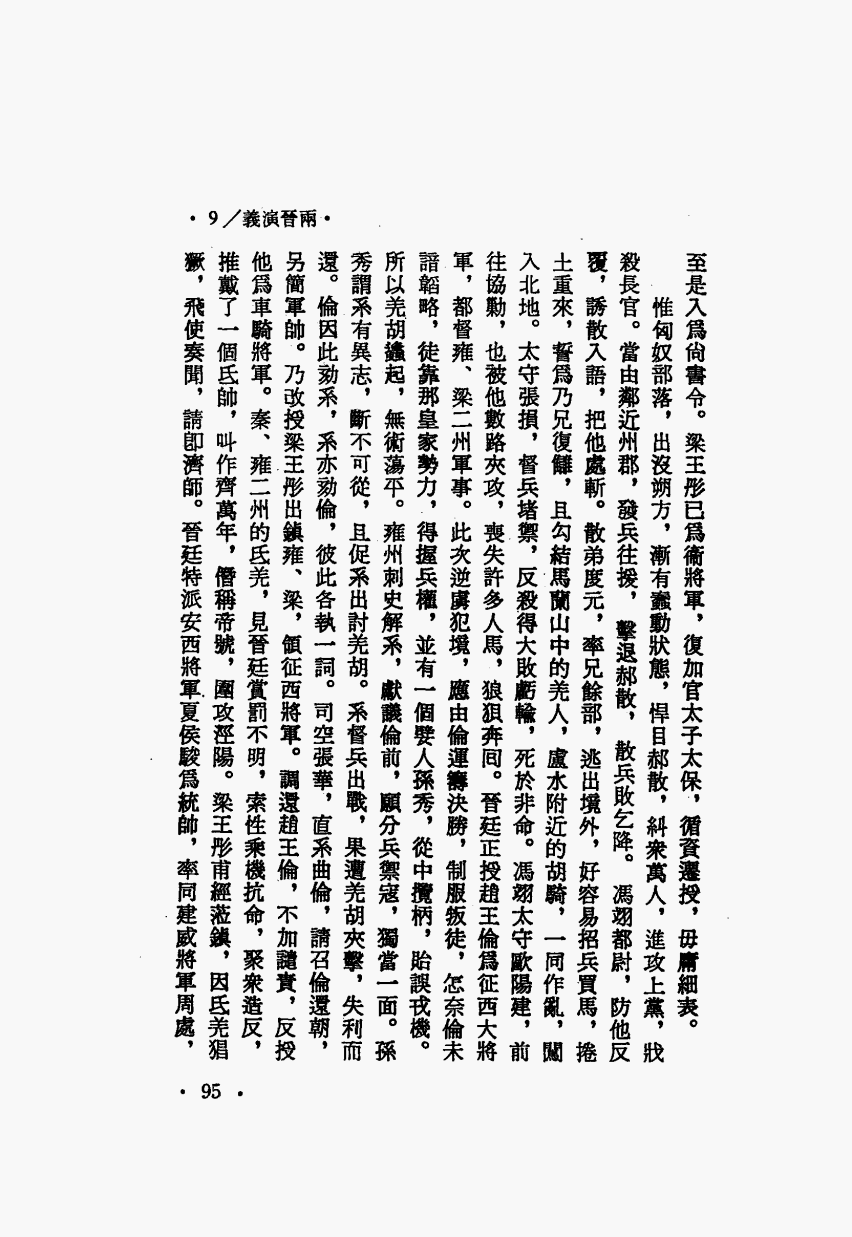 ・9／義演晉兩・
至是入爲尙書令。梁王彤已爲衞將軍，復加官太子太保，循資遷授，毋庸細表。
惟匈奴部落，出沒朔方，漸有蠢動狀態，悍目郝散，糾衆萬人，進攻上黨，戕
殺長官。當由鄰近州郡，發兵往援，擊退郝散，散兵敗乞降。馮翊都尉，防他反
覆，誘散入語，把他處斬。散弟度元，率兄餘部，逃出境外，好容易招兵買馬，捲
土重來，誓爲乃兄復讎，且勾結馬蘭山中的羌人，盧水附近的胡騎，一同作亂，闖
入北地。太守張損，督兵堵禦，反殺得大敗虧輸，死於非命。馮翊太守歐陽建，前
往協勦，也被他數路夾攻，喪失許多人馬，狼狽奔囘。晉廷正授趙王倫爲征西大將
軍，都督雍、梁二州軍事。此次逆虜犯境，應由倫運籌決勝，制服叛徒，怎奈倫未
諳韜略，徒靠那皇家勢力，得握兵權，並有一個嬖人孫秀，從中攬柄，貽誤戎機。
所以羌胡蠭起，無術蕩平。雍州刺史解系，獻議倫前，願分兵禦寇，獨當一面。孫
秀謂系有異志，斷不可從，且促系出討羌胡。系督兵出戰，果遭羌胡夾擊，失利而
還。倫因此劾系，系亦劾倫，彼此各執一詞。司空張華，直系曲倫，請召倫還朝，
另簡軍帥。乃改授梁王彤出鎭雍、梁，領征西將軍。調還趙王倫，不加譴責，反授
他爲車騎將軍。秦、雍二州的氐羌，見晉廷賞罰不明，索性乘機抗命，聚衆造反，
推戴了一個氐帥，叫作齊萬年，僭稱帝號，圍攻涇陽。梁王彤甫經蒞鎭，因氐羌猖
獗，飛使奏聞，請卽濟師。晉廷特派安西將軍夏侯駿爲統帥，率同建威將軍周處，
・95・